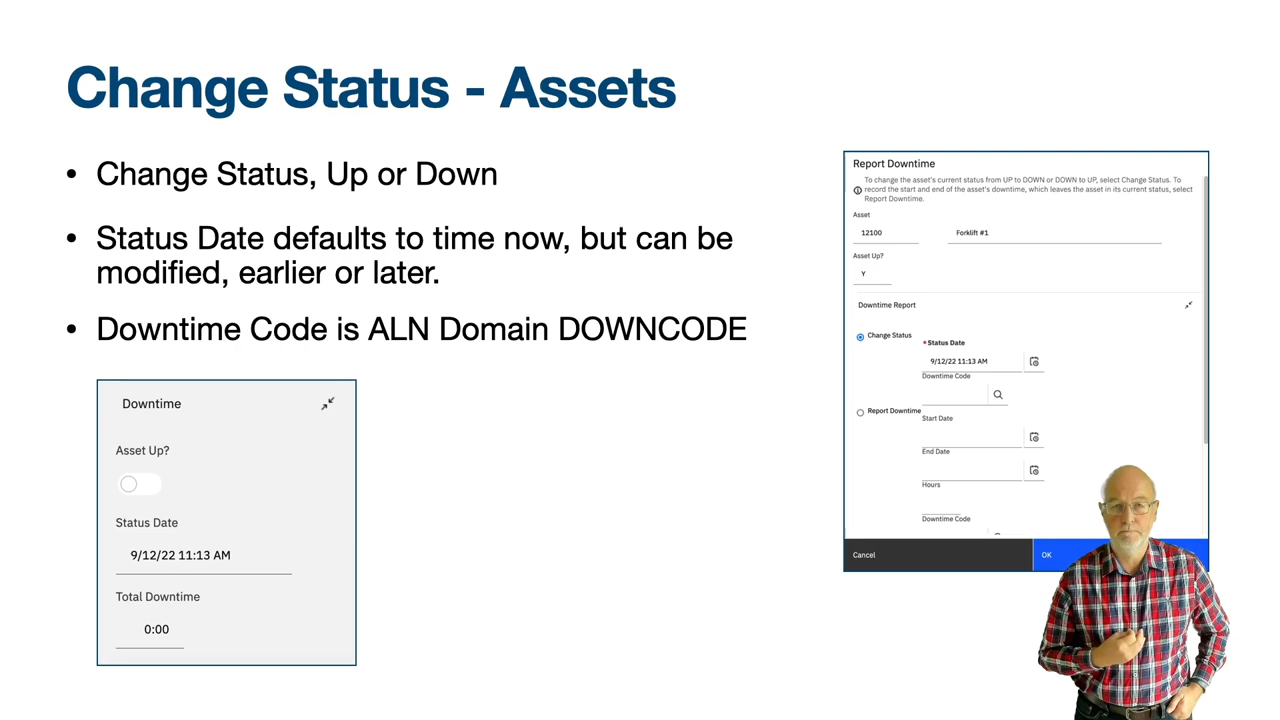 Change Status - Assets
• Change Status, Up or Down
• Status Date defaults to time now, but can be
modified, earlier or later.
• Downtime Code is ALN Domain DOWNCODE
Downtime
Asset Up?
Status Date
9/12/22 11:13 AM
Total Downtime
0:00
Report Downtime
To change the asset's current status from UP to DOWN or DOWN to UP, select Change Status. To
record the start and end of the asset's downtime, which leaves the asset in its current status, select
Report Downtime.
Asset
12100 Forklift #1
Asset Up?
Y
Downtime Report
Change Status
* Status Date
9/12/22 11:13 AM
Downtime Code
Report Downtime
Start Date
End Date
Hours
Downtime Code
Cancel OK